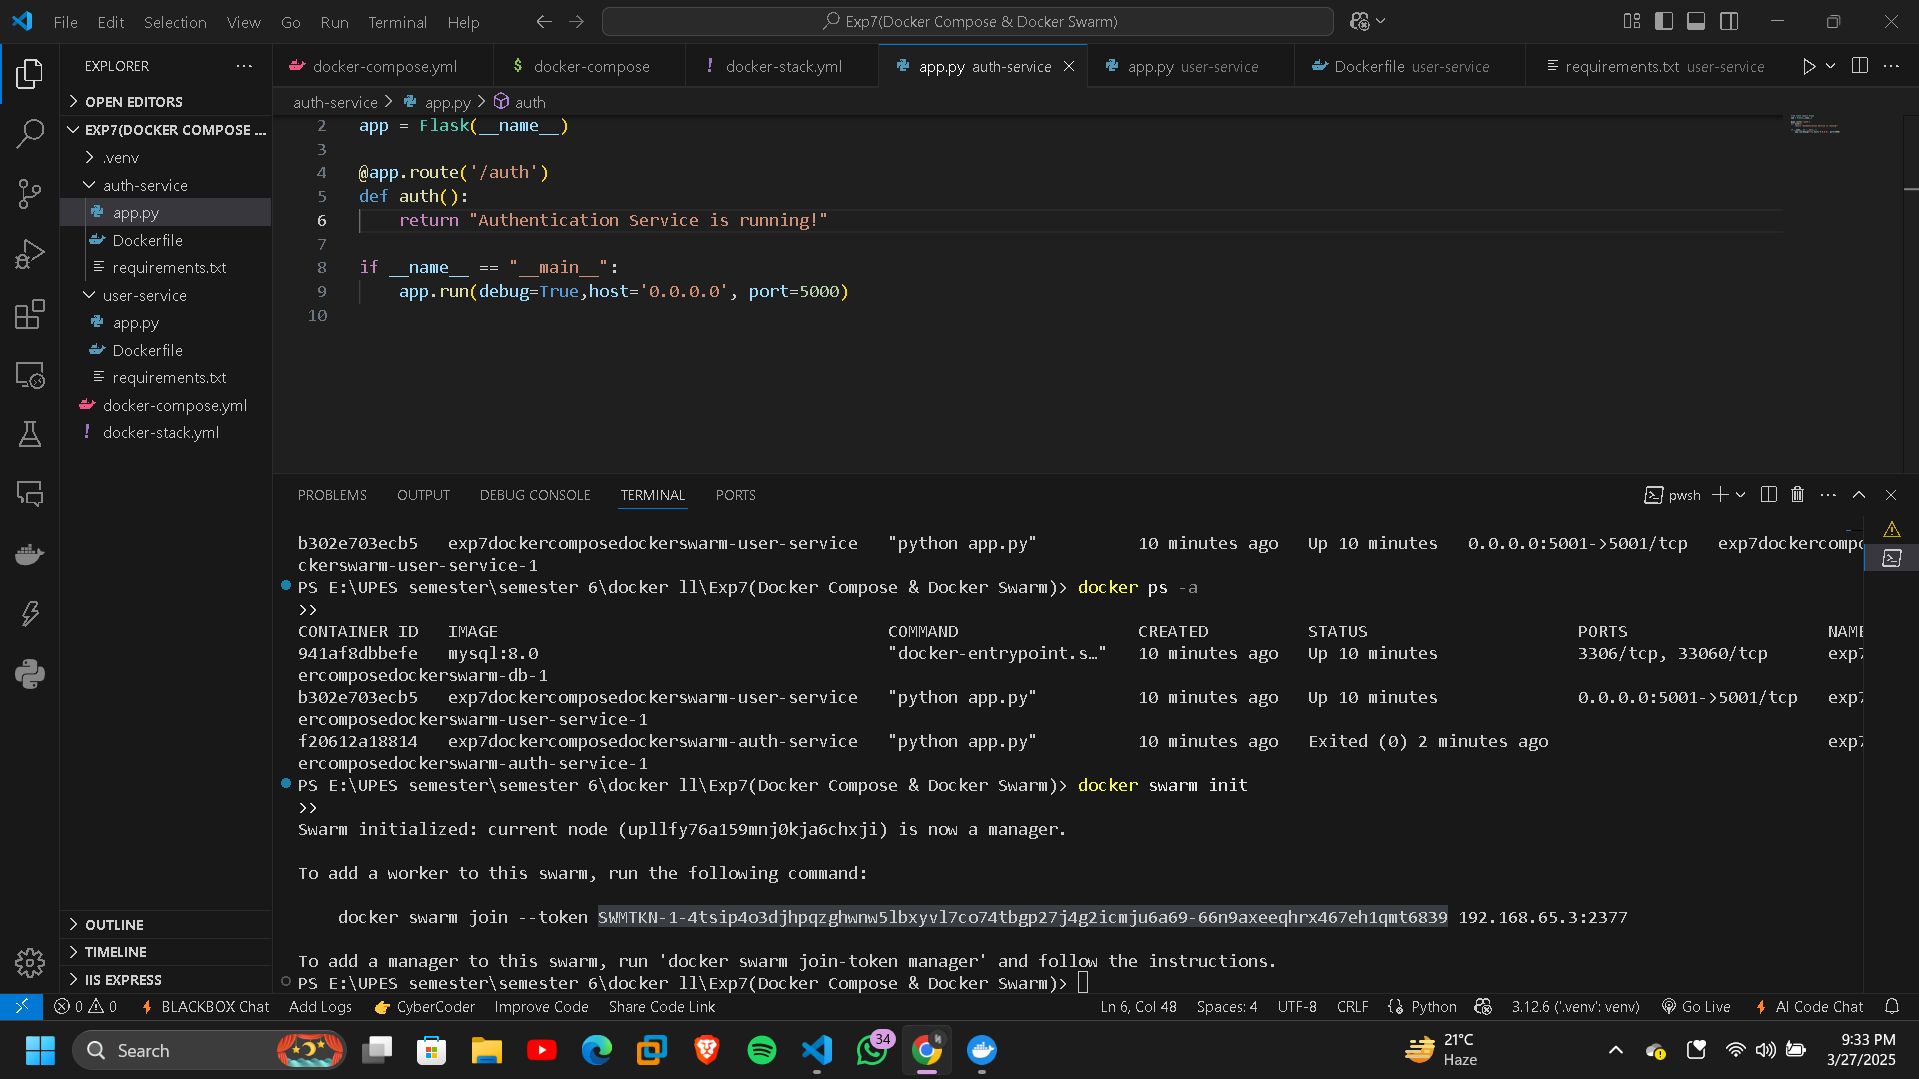 File Edit Selection View Go Run Terminal Help
Exp7(Docker Compose & Docker Swarm)
EXPLORER
OPEN EDITORS
EXP7(DOCKER COMPOSE ...
.venv
auth-service
app.py
Dockerfile
requirements.txt
user-service
app.py
Dockerfile
requirements.txt
docker-compose.yml
docker-stack.yml
OUTLINE
TIMELINE
IIS EXPRESS
docker-compose.yml
docker-compose
docker-stack.yml
app.py auth-service
app.py user-service
Dockerfile user-service
requirements.txt user-service
auth-service > app.py > auth
2 app = Flask(__name__)
3
4 @app.route('/auth')
5 def auth():
6 return "Authentication Service is running!"
7
8 if __name__ == "__main__":
9 app.run(debug=True,host='0.0.0.0', port=5000)
10
PROBLEMS OUTPUT DEBUG CONSOLE TERMINAL PORTS
pwsh
b302e703ecb5 exp7dockercomposedockerswarm-user-service "python app.py" 10 minutes ago Up 10 minutes 0.0.0.0:5001->5001/tcp exp7dockercompo
ckerswarm-user-service-1
PS E:\UPES semester\semester 6\docker ll\Exp7(Docker Compose & Docker Swarm)> docker ps -a
>>
CONTAINER ID IMAGE COMMAND CREATED STATUS PORTS NAME
941af8dbbefe mysql:8.0 "docker-entrypoint.s…" 10 minutes ago Up 10 minutes 3306/tcp, 33060/tcp exp7
ercomposedockerswarm-db-1
b302e703ecb5 exp7dockercomposedockerswarm-user-service "python app.py" 10 minutes ago Up 10 minutes 0.0.0.0:5001->5001/tcp exp7
ercomposedockerswarm-user-service-1
f20612a18814 exp7dockercomposedockerswarm-auth-service "python app.py" 10 minutes ago Exited (0) 2 minutes ago exp7
ercomposedockerswarm-auth-service-1
PS E:\UPES semester\semester 6\docker ll\Exp7(Docker Compose & Docker Swarm)> docker swarm init
>>
Swarm initialized: current node (upllfy76a159mnj0kja6chxji) is now a manager.
To add a worker to this swarm, run the following command:
docker swarm join --token SWMTKN-1-4tsip4o3djhpqzghwnw5lbxyvl7co74tbgp27j4g2icmju6a69-66n9axeeqhrx467eh1qmt6839 192.168.65.3:2377
To add a manager to this swarm, run 'docker swarm join-token manager' and follow the instructions.
PS E:\UPES semester\semester 6\docker ll\Exp7(Docker Compose & Docker Swarm)>
0 0 BLACKBOX Chat Add Logs CyberCoder Improve Code Share Code Link
Ln 6, Col 48 Spaces: 4 UTF-8 CRLF Python 3.12.6 ('.venv': venv) Go Live AI Code Chat
Search
34
21°C
Haze
9:33 PM
3/27/2025